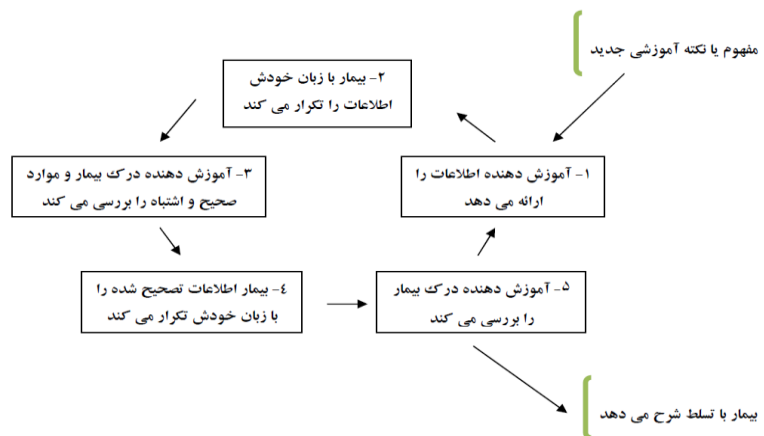 مفهوم یا نکته آموزشی جدید
۱- آموزش دهنده اطلاعات را
ارائه می دهد
۲- بیمار با زبان خودش
اطلاعات را تکرار می کند
۳- آموزش دهنده درک بیمار و موارد
صحیح و اشتباه را بررسی می کند
٤- بیمار اطلاعات تصحیح شده را
با زبان خودش تکرار می کند
۵- آموزش دهنده درک بیمار
را بررسی می کند
بیمار با تسلط شرح می دهد